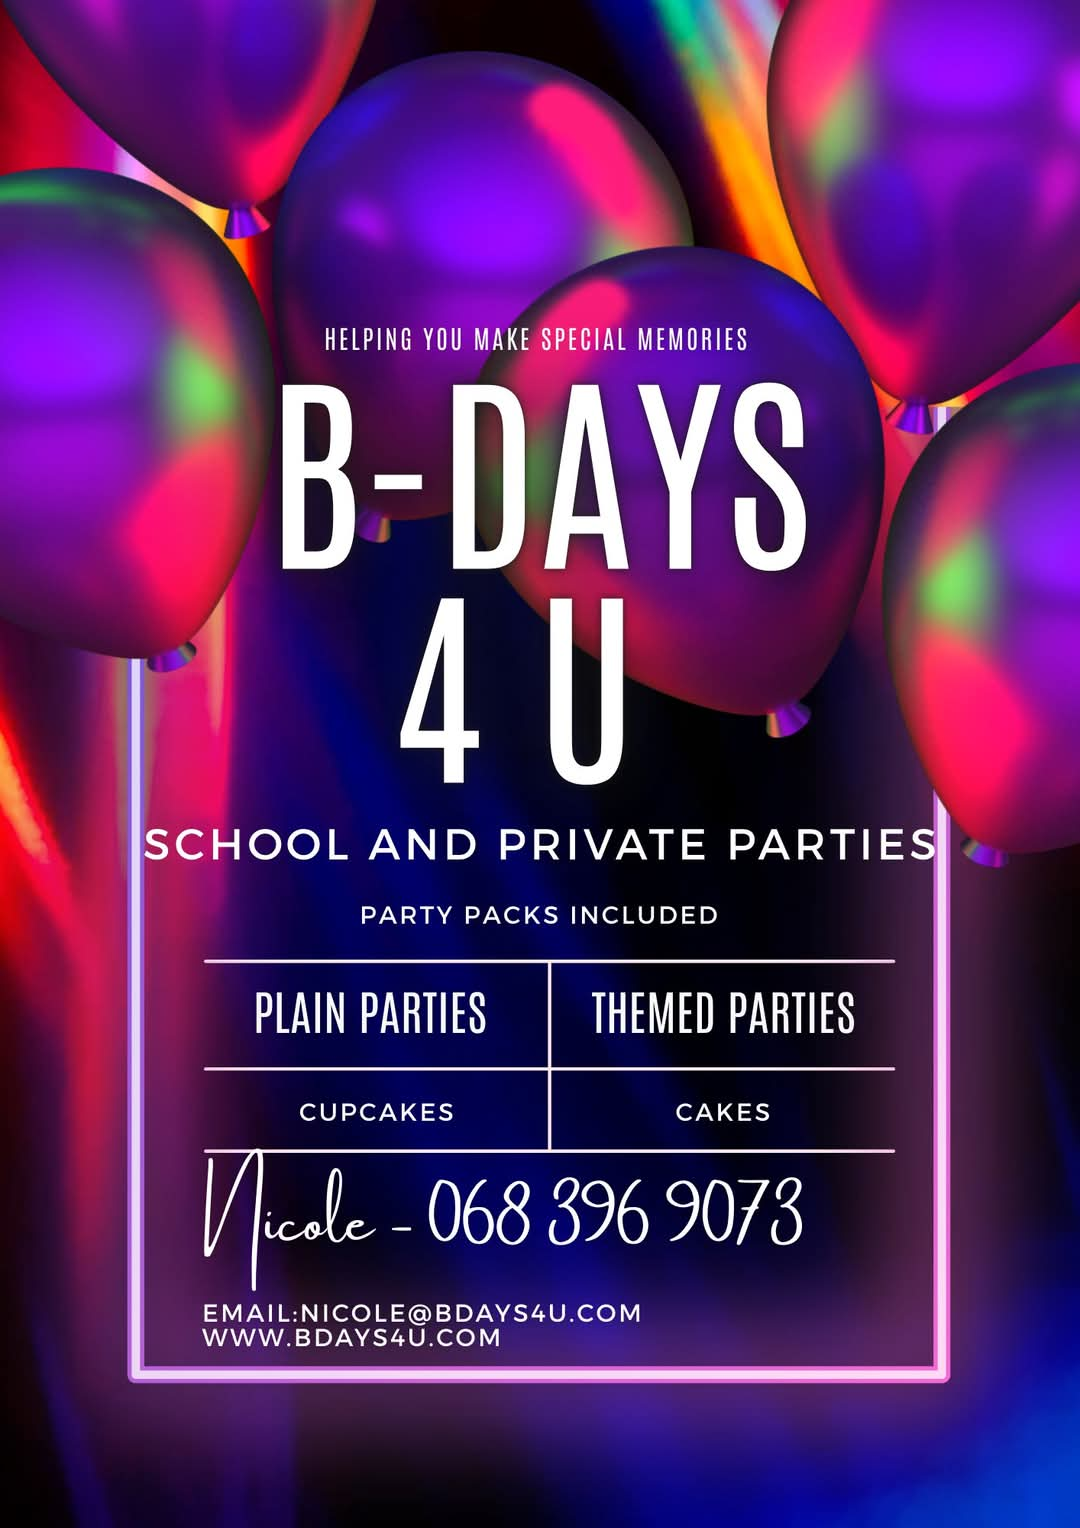 HELPING YOU MAKE SPECIAL MEMORIES
B-DAYS
4 U
SCHOOL AND PRIVATE PARTIES
PARTY PACKS INCLUDED
PLAIN PARTIES THEMED PARTIES
CUPCAKES CAKES
Nicole - 068 396 9073
EMAIL:NICOLE@BDAYS4U.COM
WWW.BDAYS4U.COM